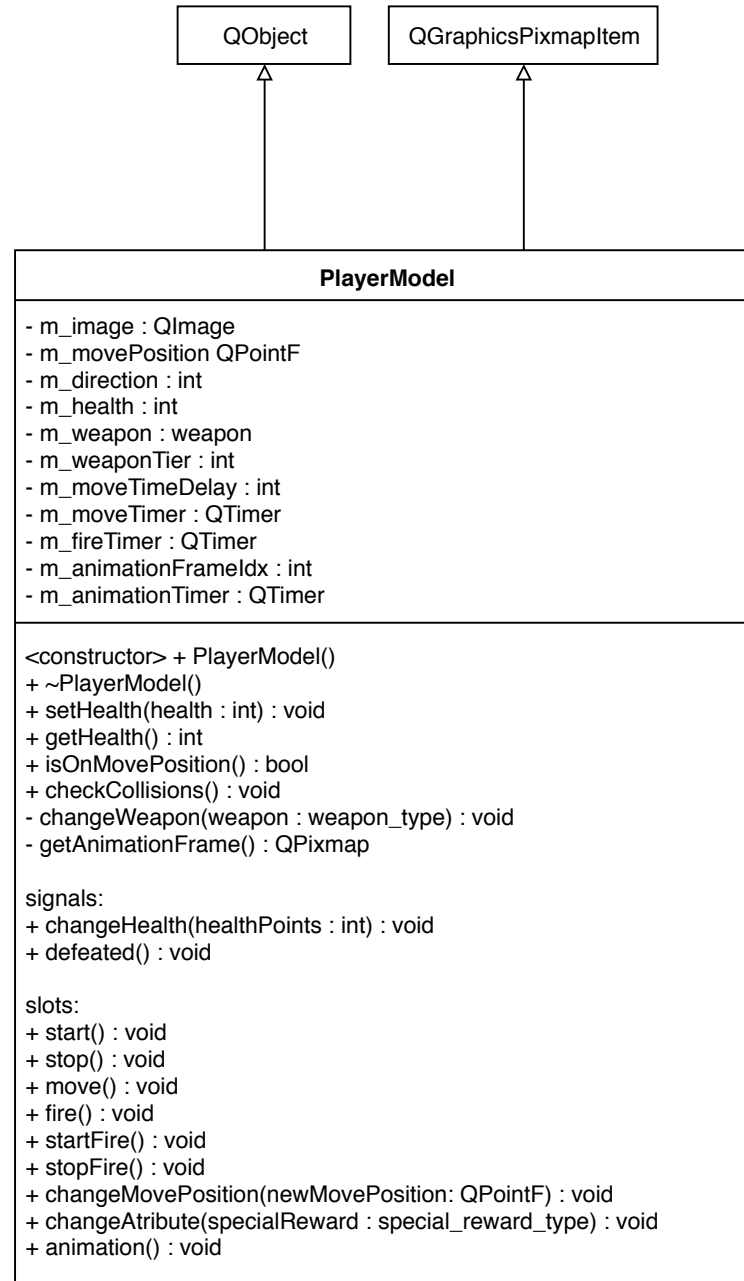 QObject
QGraphicsPixmapItem
PlayerModel
- m_image : QImage
- m_movePosition QPointF
- m_direction : int
- m_health : int
- m_weapon : weapon
- m_weaponTier : int
- m_moveTimeDelay : int
- m_moveTimer : QTimer
- m_fireTimer : QTimer
- m_animationFrameIdx : int
- m_animationTimer : QTimer
<constructor> + PlayerModel()
+ ~PlayerModel()
+ setHealth(health : int) : void
+ getHealth() : int
+ isOnMovePosition() : bool
+ checkCollisions() : void
- changeWeapon(weapon : weapon_type) : void
- getAnimationFrame() : QPixmap
signals:
+ changeHealth(healthPoints : int) : void
+ defeated() : void
slots:
+ start() : void
+ stop() : void
+ move() : void
+ fire() : void
+ startFire() : void
+ stopFire() : void
+ changeMovePosition(newMovePosition: QPointF) : void
+ changeAtribute(specialReward : special_reward_type) : void
+ animation() : void